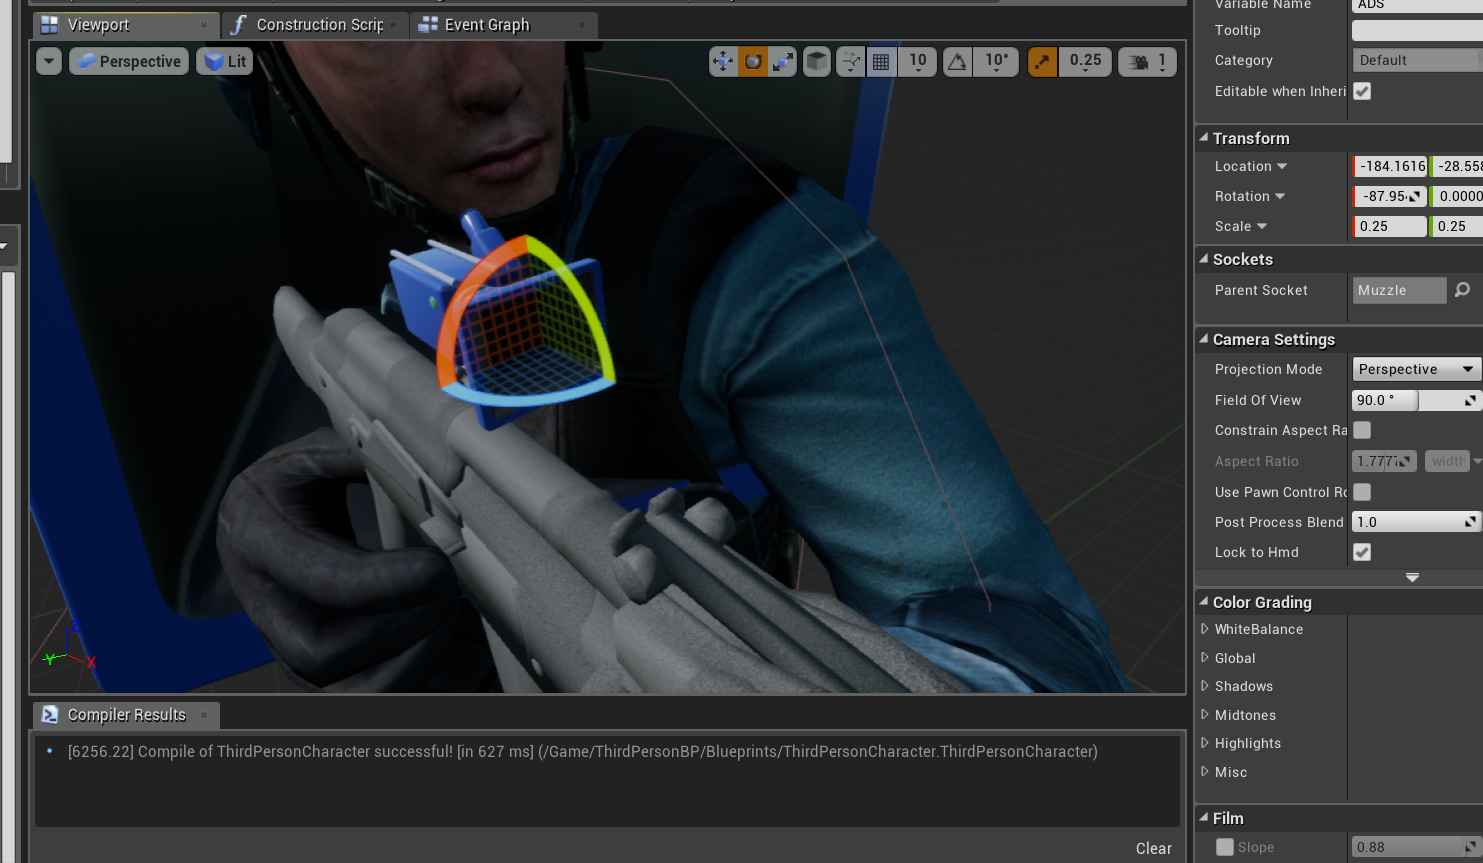 Viewport
Construction Scrip
Event Graph
Perspective
Lit
10
10°
0.25
1
Z
Y
X
Compiler Results
[6256.22] Compile of ThirdPersonCharacter successful! [in 627 ms] (/Game/ThirdPersonBP/Blueprints/ThirdPersonCharacter.ThirdPersonCharacter)
Clear
Variable Name ADS
Tooltip
Category Default
Editable when Inheri
Transform
Location -184.1616 -28.558
Rotation -87.95 0.0000
Scale 0.25 0.25
Sockets
Parent Socket Muzzle
Camera Settings
Projection Mode Perspective
Field Of View 90.0 °
Constrain Aspect Ra
Aspect Ratio 1.777 width
Use Pawn Control Ro
Post Process Blend 1.0
Lock to Hmd
Color Grading
WhiteBalance
Global
Shadows
Midtones
Highlights
Misc
Film
Slope 0.88